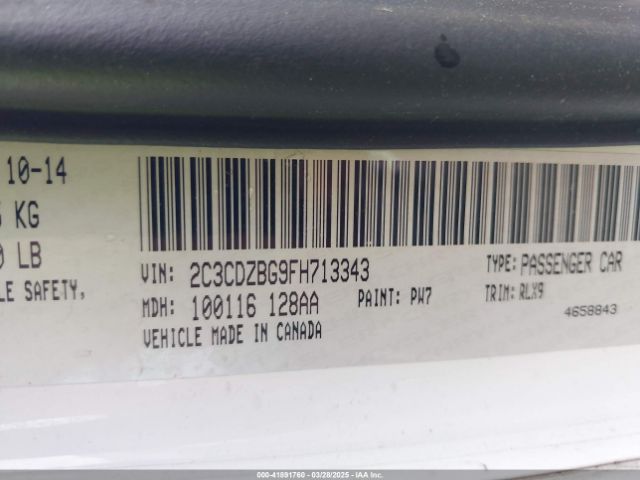 10-14
KG
LB
LE SAFETY,
VIN: 2C3CDZBG9FH713343
TYPE: PASSENGER CAR
MDH: 100116 128AA
PAINT: PW7
TRIM: RLX9
4658843
VEHICLE MADE IN CANADA
000-41891760 | 03/28/2025 | IAA Inc.